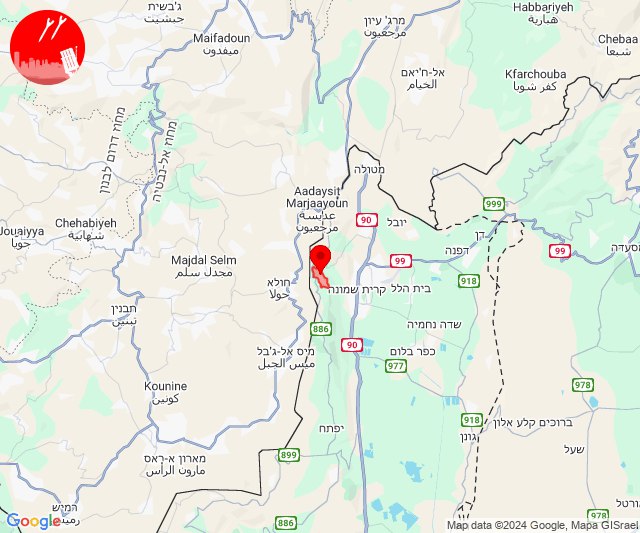 ג'בשית
جبشيت
Maifadoun
ميفدون
מרג' עיון
مرجعيون
Habbariyeh
هبارية
Chebaa
شبعا
אל-ח'יאם
الخيام
Kfarchouba
كفر شوبا
מחוז דרום לבנון
מחוז אל-נבטיה
מטולה
Aadaysit
Marjaayoun
عديسة
مرجعيون
999
90
יובל
דן
Jouaiyya
جويا
Chehabiyeh
شهابية
99
דפנה
99
מסעדה
Majdal Selm
مجدل سلم
חולא
حولا
קרית שמונה
בית הלל
918
תבנין
تبنين
886
שדה נחמיה
מיס אל-ג'בל
ميس الجبل
90
כפר בלום
977
Kounine
كونين
978
918
ברוכים קלע אלון
יפתח
גונן
שעל
מארון א-ראס
مارون الراس
899
רמיש
886
978
Google
Map data ©2024 Google, Mapa GISrael